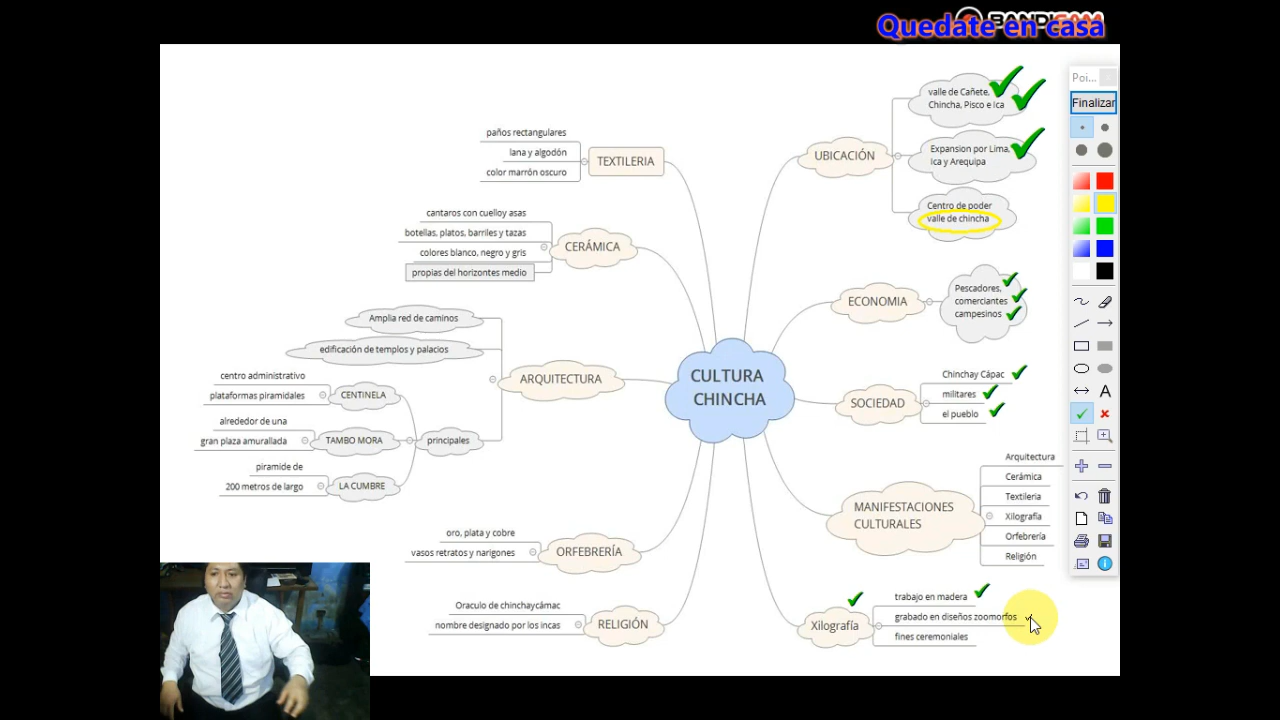 BANDICAM
Quedate en casa
Poi...
Finalizar
A
CULTURA
CHINCHA
UBICACIÓN
valle de Cañete,
Chincha, Pisco e Ica
Expansion por Lima,
Ica y Arequipa
Centro de poder
valle de chincha
ECONOMIA
Pescadores,
comerciantes
campesinos
SOCIEDAD
Chinchay Cápac
militares
el pueblo
MANIFESTACIONES
CULTURALES
Arquitectura
Cerámica
Textileria
Xilografía
Orfebrería
Religión
Xilografía
trabajo en madera
grabado en diseños zoomorfos
fines ceremoniales
TEXTILERIA
paños rectangulares
lana y algodón
color marrón oscuro
CERÁMICA
cantaros con cuelloy asas
botellas, platos, barriles y tazas
colores blanco, negro y gris
propias del horizontes medio
ARQUITECTURA
Amplia red de caminos
edificación de templos y palacios
principales
CENTINELA
centro administrativo
plataformas piramidales
TAMBO MORA
alrededor de una
gran plaza amurallada
LA CUMBRE
piramide de
200 metros de largo
ORFEBRERÍA
oro, plata y cobre
vasos retratos y narigones
RELIGIÓN
Oraculo de chinchaycámac
nombre designado por los incas